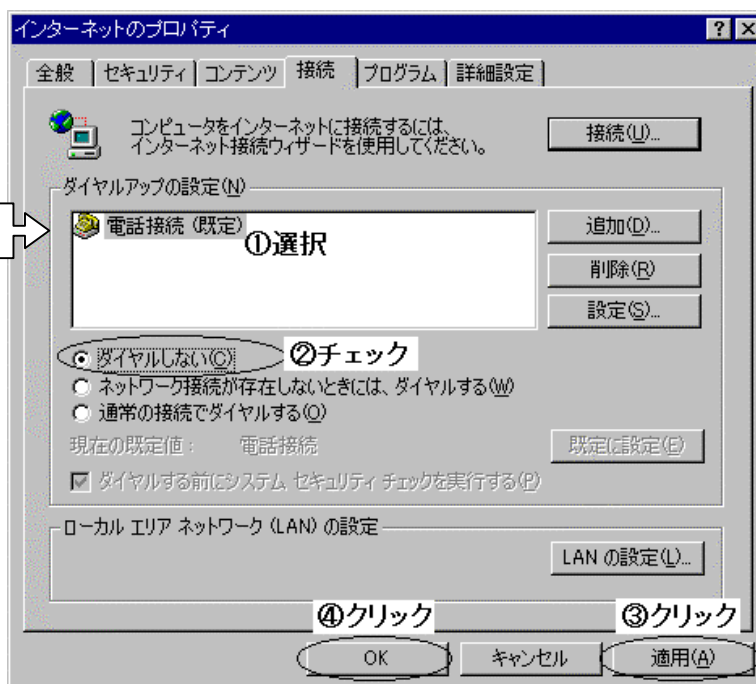 インターネットのプロパティ
全般 セキュリティ コンテンツ 接続 プログラム 詳細設定
コンピュータをインターネットに接続するには、
インターネット接続ウィザードを使用してください。
接続(U)...
ダイヤルアップの設定(N)
電話接続 (既定)
①選択
追加(D)...
削除(R)
設定(S)...
ダイヤルしない(C)
②チェック
ネットワーク接続が存在しないときには、ダイヤルする(W)
通常の接続でダイヤルする(O)
現在の既定値： 電話接続
既定に設定(E)
ダイヤルする前にシステム セキュリティ チェックを実行する(P)
ローカル エリア ネットワーク (LAN) の設定
LAN の設定(L)...
④クリック
③クリック
OK キャンセル 適用(A)